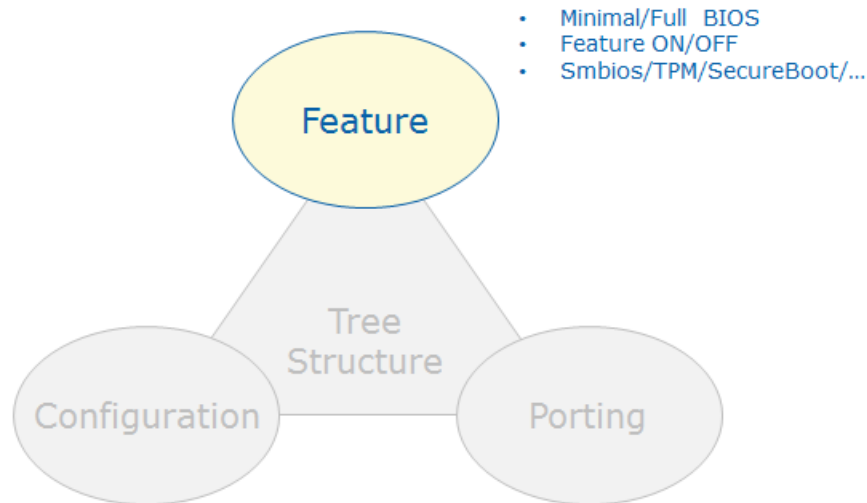 • Minimal/Full BIOS
• Feature ON/OFF
• Smbios/TPM/SecureBoot/...
Feature
Tree
Structure
Configuration
Porting